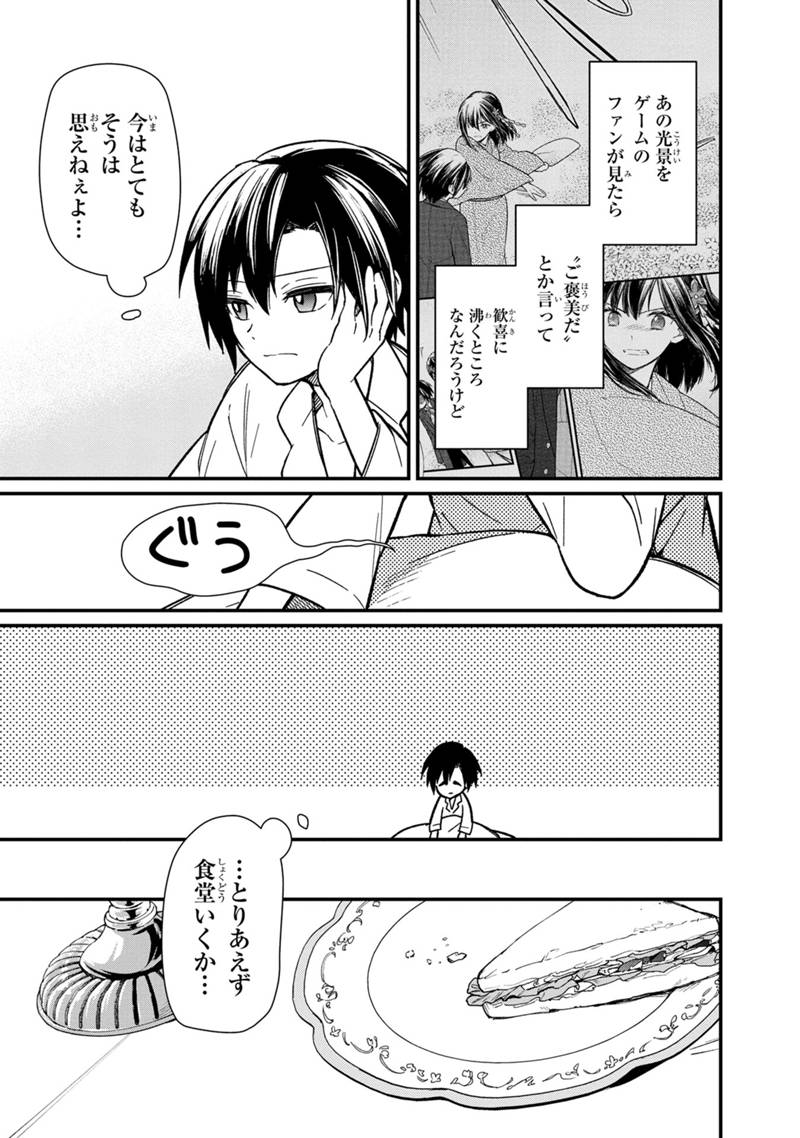 あの光景を
ゲームの
ファンが見たら
〝ご褒美だ〟
とか言って
歓喜に
沸くところ
なんだろうけど
今はとても
そうは
思えねぇよ…
ぐぅ
…とりあえず
食堂いくか…